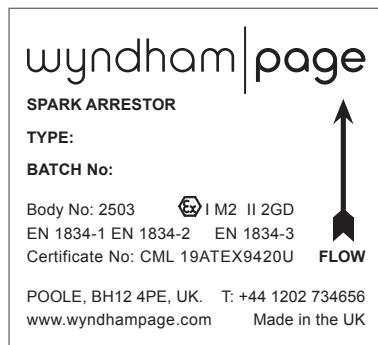 wyndham|page
SPARK ARRESTOR
TYPE:
BATCH No:
Body No: 2503 Ex I M2 II 2GD
EN 1834-1 EN 1834-2 EN 1834-3
Certificate No: CML 19ATEX9420U FLOW
POOLE, BH12 4PE, UK. T: +44 1202 734656
www.wyndhampage.com Made in the UK